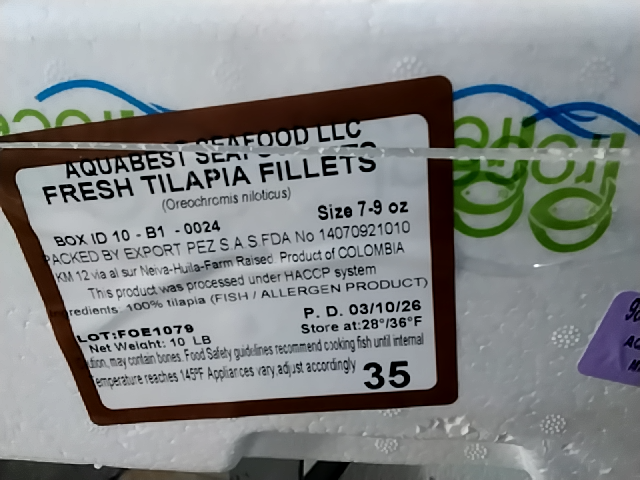 AQUABEST SEAFOOD LLC
FRESH TILAPIA FILLETS
(Oreochromis niloticus)
Size 7-9 oz
BOX ID 10 - B1 - 0024
PACKED BY EXPORT PEZ S A S FDA No 14070921010
KM 12 via al sur Neiva-Huila-Farm Raised. Product of COLOMBIA
This product was processed under HACCP system
redients: 100% tilapia (FISH / ALLERGEN PRODUCT)
P. D. 03/10/26
LOT:FOE1079
Store at:28°/36°F
Net Weight: 10 LB
ution, may contain bones. Food Safety guidelines recommend cooking fish until internal
emperature reaches 145ºF Appliances vary, adjust accordingly
35